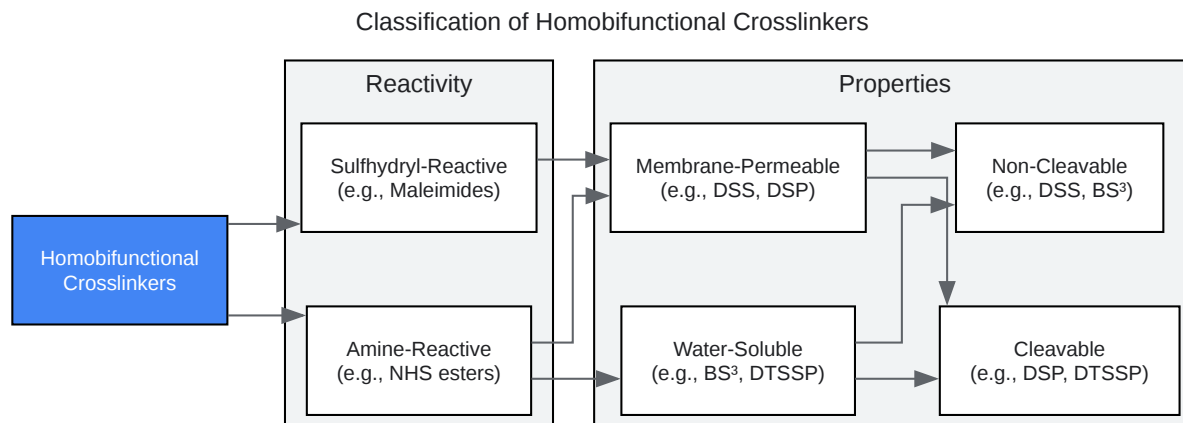 Classification of Homobifunctional Crosslinkers
Reactivity
Properties
Sulfhydryl-Reactive
(e.g., Maleimides)
Membrane-Permeable
(e.g., DSS, DSP)
Non-Cleavable
(e.g., DSS, BS³)
Homobifunctional
Crosslinkers
Amine-Reactive
(e.g., NHS esters)
Water-Soluble
(e.g., BS³, DTSSP)
Cleavable
(e.g., DSP, DTSSP)